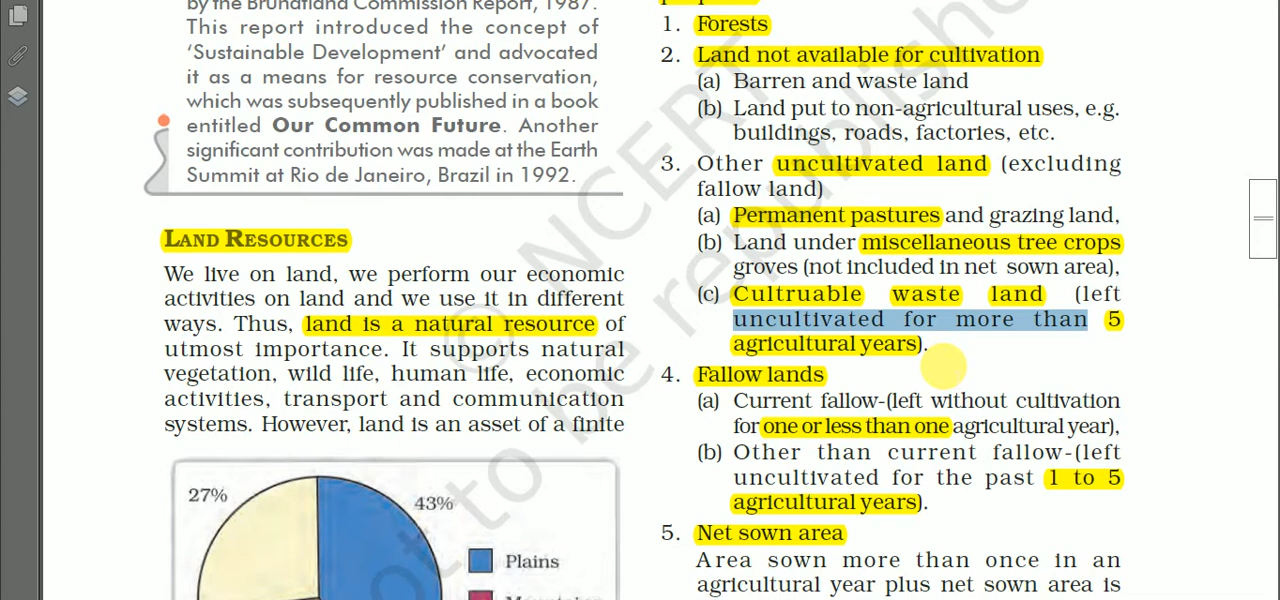 by the Brundtland Commission Report, 1987.
This report introduced the concept of
‘Sustainable Development’ and advocated
it as a means for resource conservation,
which was subsequently published in a book
entitled Our Common Future. Another
significant contribution was made at the Earth
Summit at Rio de Janeiro, Brazil in 1992.
LAND RESOURCES
We live on land, we perform our economic
activities on land and we use it in different
ways. Thus, land is a natural resource of
utmost importance. It supports natural
vegetation, wild life, human life, economic
activities, transport and communication
systems. However, land is an asset of a finite
27%
43%
Plains
1. Forests
2. Land not available for cultivation
(a) Barren and waste land
(b) Land put to non-agricultural uses, e.g.
buildings, roads, factories, etc.
3. Other uncultivated land (excluding
fallow land)
(a) Permanent pastures and grazing land,
(b) Land under miscellaneous tree crops
groves (not included in net sown area),
(c) Cultruable waste land (left
uncultivated for more than 5
agricultural years).
4. Fallow lands
(a) Current fallow-(left without cultivation
for one or less than one agricultural year),
(b) Other than current fallow-(left
uncultivated for the past 1 to 5
agricultural years).
5. Net sown area
Area sown more than once in an
agricultural year plus net sown area is
© NCERT
not to be republished